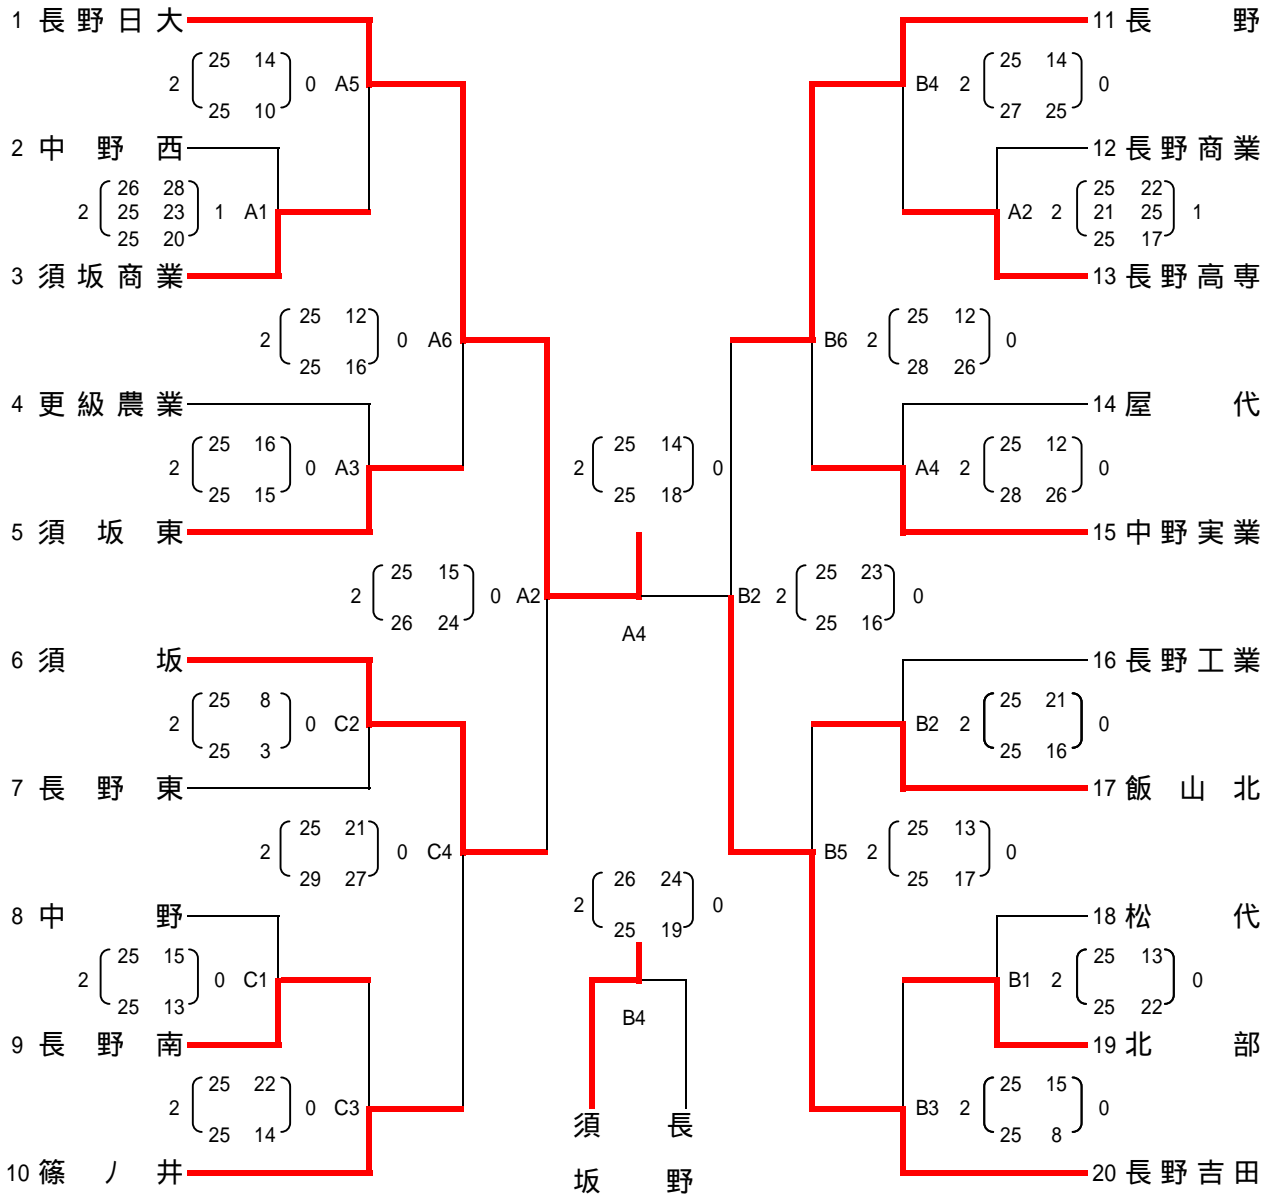 1 長野日大
25 14
2 0 A5
25 10
2 中野西
26 28
2 25 23 1 A1
25 20
3 須坂商業
25 12
2 0 A6
25 16
4 更級農業
25 16
2 0 A3
25 15
5 須坂東
25 15
2 0 A2
26 24
6 須坂
25 8
2 0 C2
25 3
7 長野東
25 21
2 0 C4
29 27
8 中野
25 15
2 0 C1
25 13
9 長野南
25 22
2 0 C3
25 14
10 篠ノ井
25 14
2 0
25 18
A4
26 24
2 0
25 19
B4
須坂
長野
11 長野
25 14
B4 2 0
27 25
12 長野商業
25 22
A2 2 21 25 1
25 17
13 長野高専
25 12
B6 2 0
28 26
14 屋代
25 12
A4 2 0
28 26
15 中野実業
25 23
B2 2 0
25 16
16 長野工業
25 21
B2 2 0
25 16
17 飯山北
25 13
B5 2 0
25 17
18 松代
25 13
B1 2 0
25 22
19 北部
25 15
B3 2 0
25 8
20 長野吉田